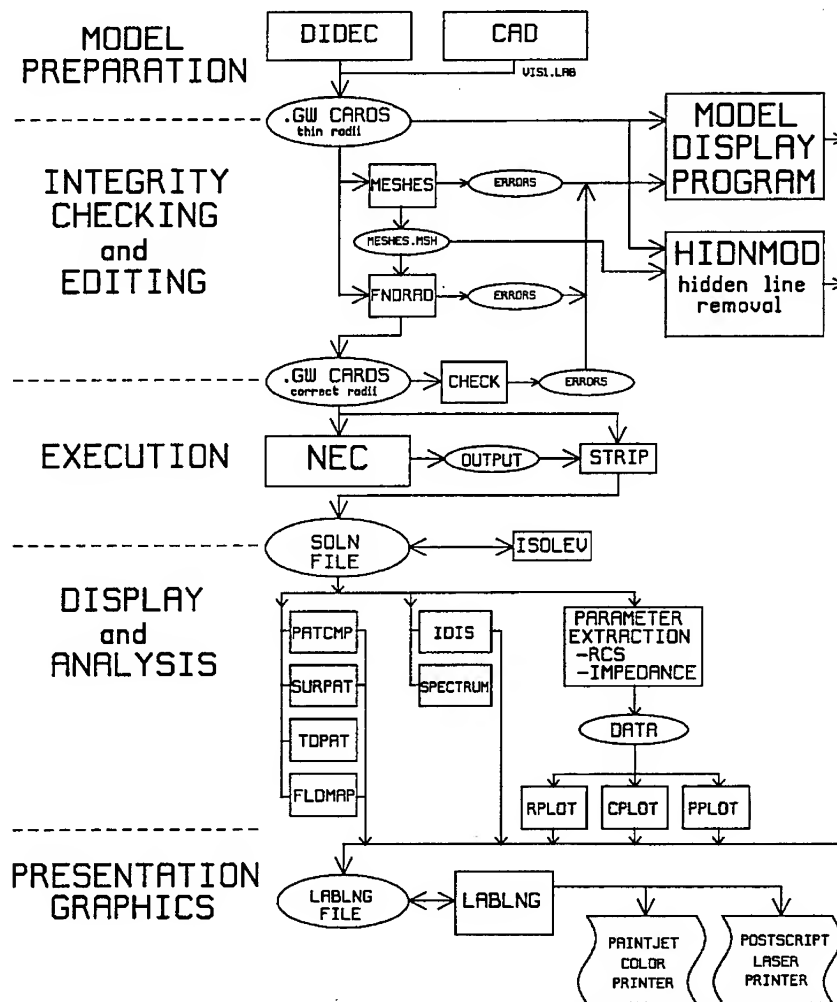 MODEL
PREPARATION
DIDEC
CAD
VIS1.LAB
.GW CARDS
thin radii
MODEL
DISPLAY
PROGRAM
INTEGRITY
CHECKING
and
EDITING
MESHES
ERRORS
MESHES.MSH
HIDNMOD
hidden line
removal
FNDRAD
ERRORS
.GW CARDS
correct radii
CHECK
ERRORS
EXECUTION
NEC
OUTPUT
STRIP
SOLN
FILE
ISOLEV
DISPLAY
and
ANALYSIS
PATCMP
SURPAT
TDPAT
FLDMAP
IDIS
SPECTRUM
PARAMETER
EXTRACTION
-RCS
-IMPEDANCE
DATA
RPLOT
CPLOT
PPLOT
PRESENTATION
GRAPHICS
LABLNG
FILE
LABLNG
PAINTJET
COLOR
PRINTER
POSTSCRIPT
LASER
PRINTER